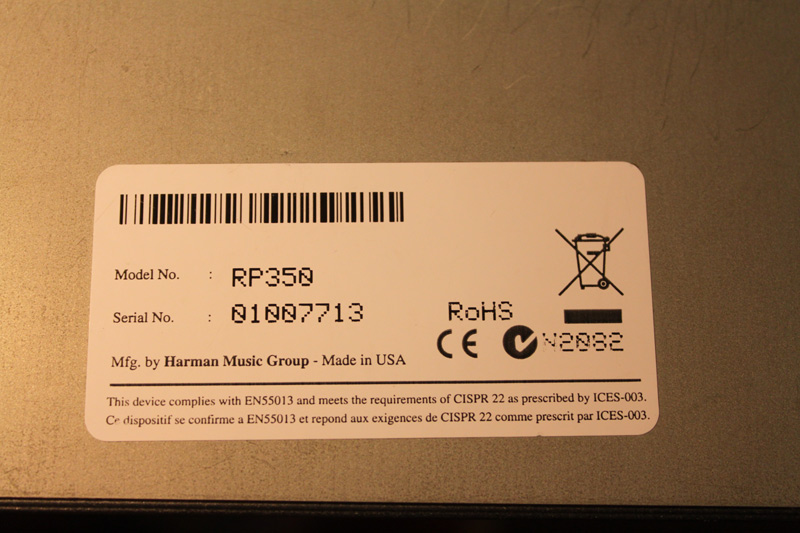 Model No. : RP350
Serial No. : 01007713
RoHS
CE N2082
Mfg. by Harman Music Group - Made in USA
This device complies with EN55013 and meets the requirements of CISPR 22 as prescribed by ICES-003.
Ce dispositif se confirme a EN55013 et repond aux exigences de CISPR 22 comme prescrit par ICES-003.